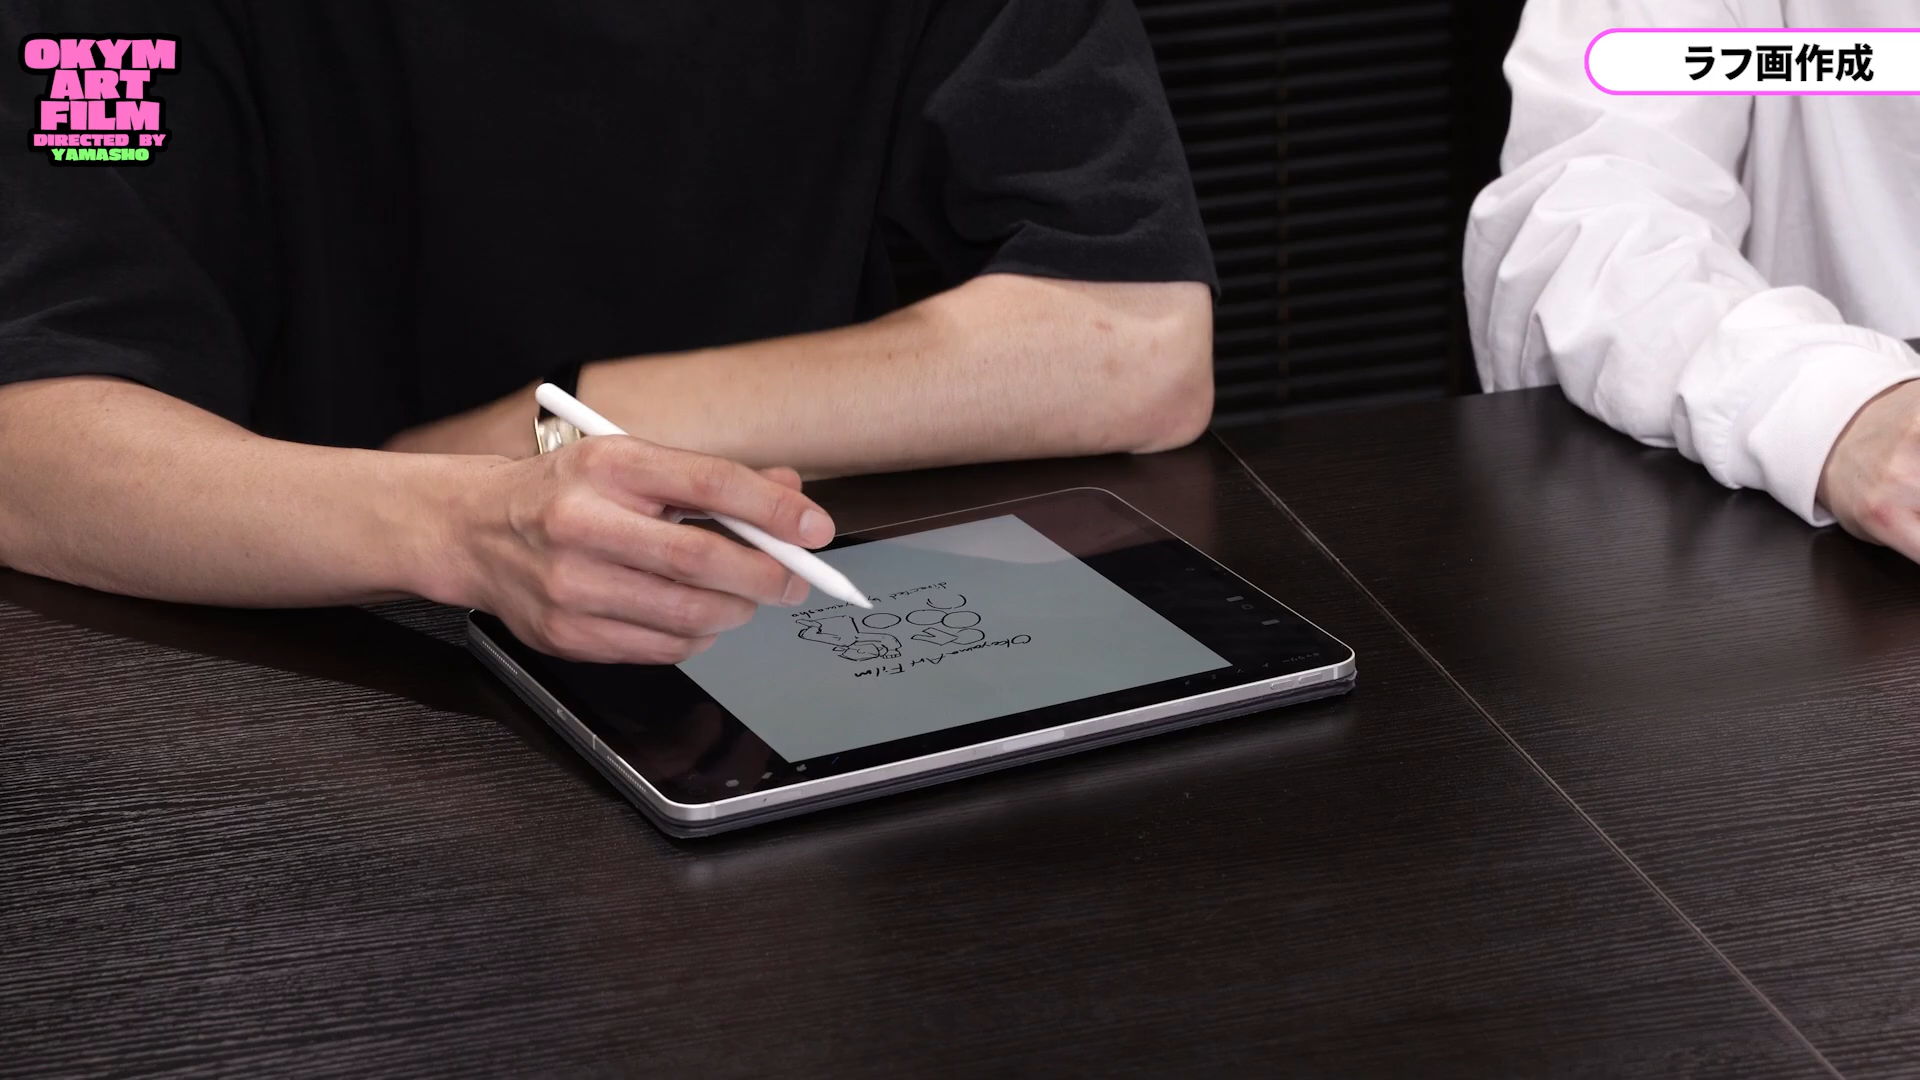 OKYM
ART
FILM
DIRECTED BY
YAMASHO
ラフ画作成
Okayama Art Film
directed by yamasho